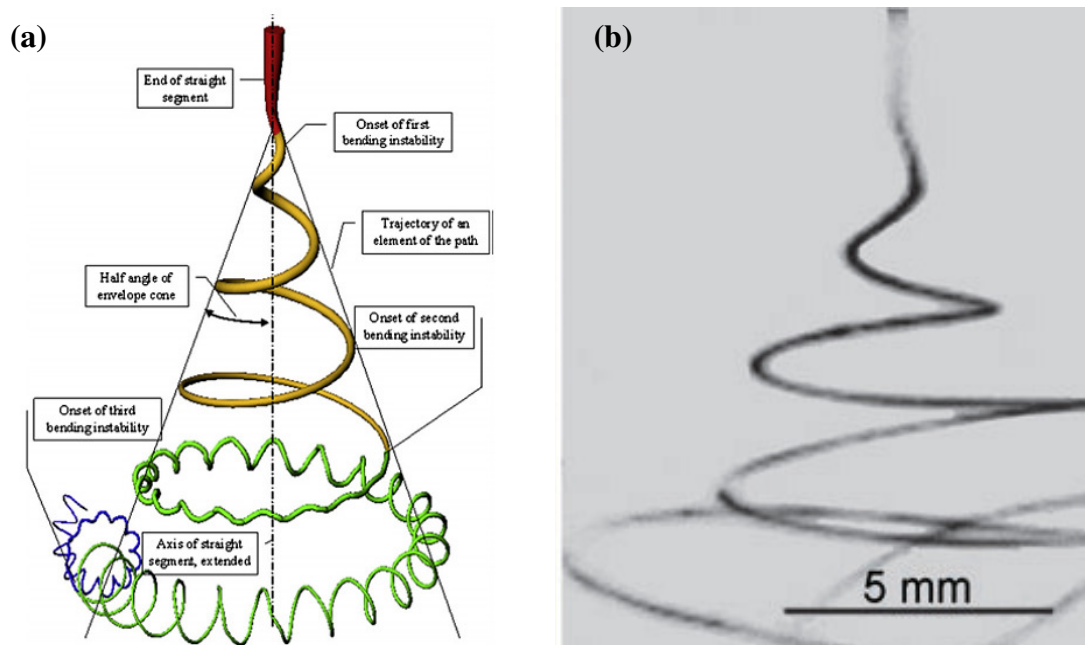 (a)
End of straight
segment
Onset of first
bending instability
Trajectory of an
element of the path
Half angle of
envelope cone
Onset of second
bending instability
Onset of third
bending instability
Axis of straight
segment, extended
(b)
5 mm